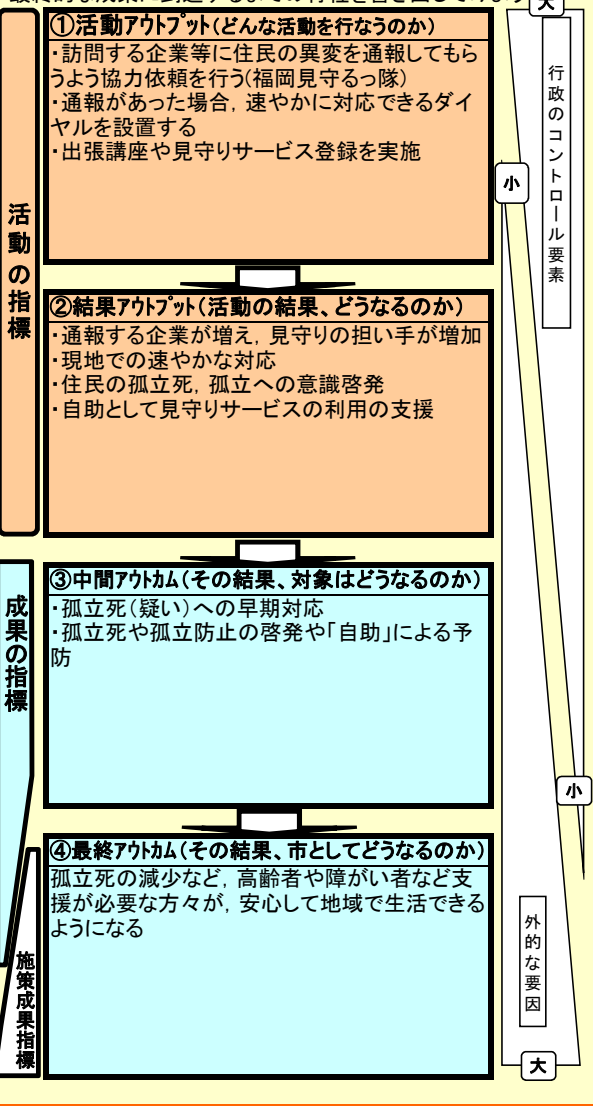 大
活動の指標
①活動アウトプット(どんな活動を行なうのか)
・訪問する企業等に住民の異変を通報してもら
うよう協力依頼を行う(福岡見守るっ隊)
・通報があった場合，速やかに対応できるダイ
ヤルを設置する
・出張講座や見守りサービス登録を実施
行政のコントロール要素
小
②結果アウトプット(活動の結果、どうなるのか)
・通報する企業が増え，見守りの担い手が増加
・現地での速やかな対応
・住民の孤立死，孤立への意識啓発
・自助として見守りサービスの利用の支援
成果の指標
③中間アウトカム(その結果、対象はどうなるのか)
・孤立死(疑い)への早期対応
・孤立死や孤立防止の啓発や「自助」による予
防
小
④最終アウトカム(その結果、市としてどうなるのか)
孤立死の減少など，高齢者や障がい者など支
援が必要な方々が，安心して地域で生活できる
ようになる
施策成果指標
外的な要因
大